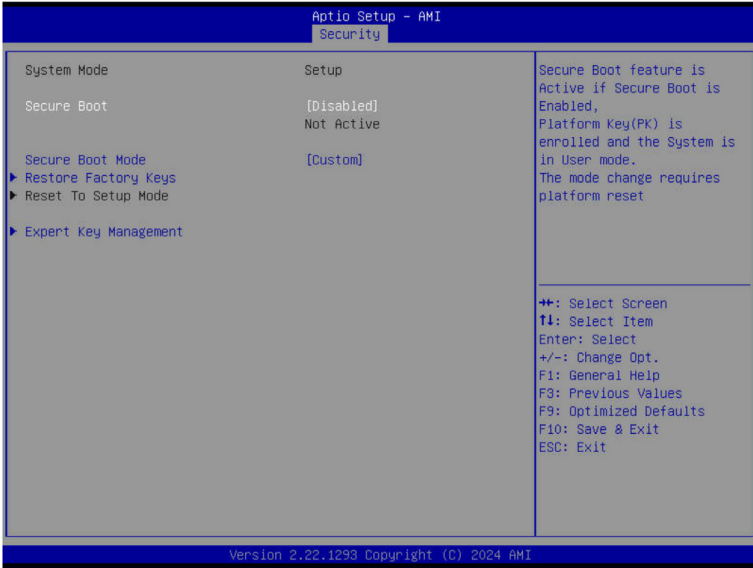 Aptio Setup - AMI
Security
System Mode Setup
Secure Boot [Disabled]
Not Active
Secure Boot Mode [Custom]
Restore Factory Keys
Reset To Setup Mode
Expert Key Management
Secure Boot feature is
Active if Secure Boot is
Enabled,
Platform Key(PK) is
enrolled and the System is
in User mode.
The mode change requires
platform reset
→←: Select Screen
↑↓: Select Item
Enter: Select
+/-: Change Opt.
F1: General Help
F3: Previous Values
F9: Optimized Defaults
F10: Save & Exit
ESC: Exit
Version 2.22.1293 Copyright (C) 2024 AMI